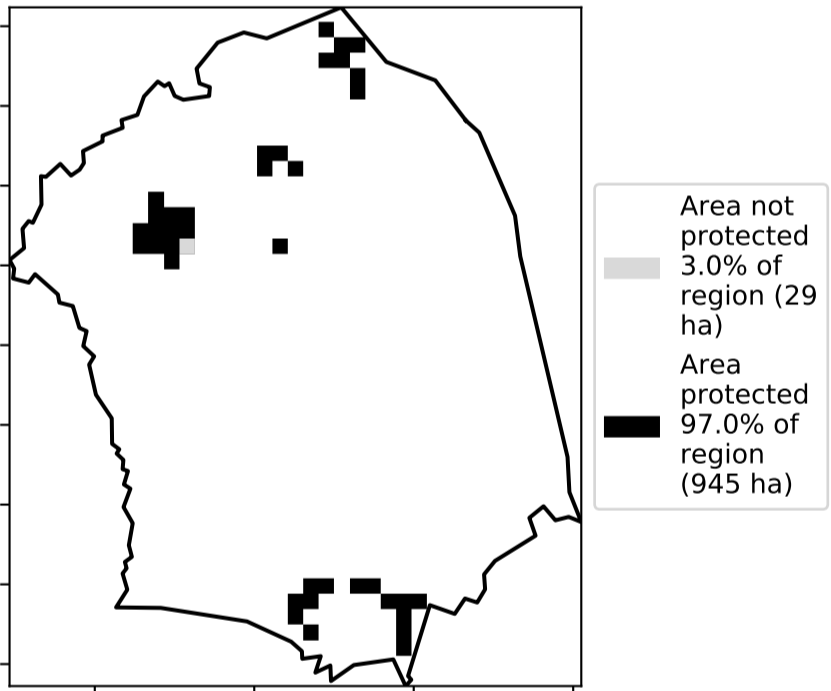 Area not
protected
3.0% of
region (29
ha)
Area
protected
97.0% of
region
(945 ha)